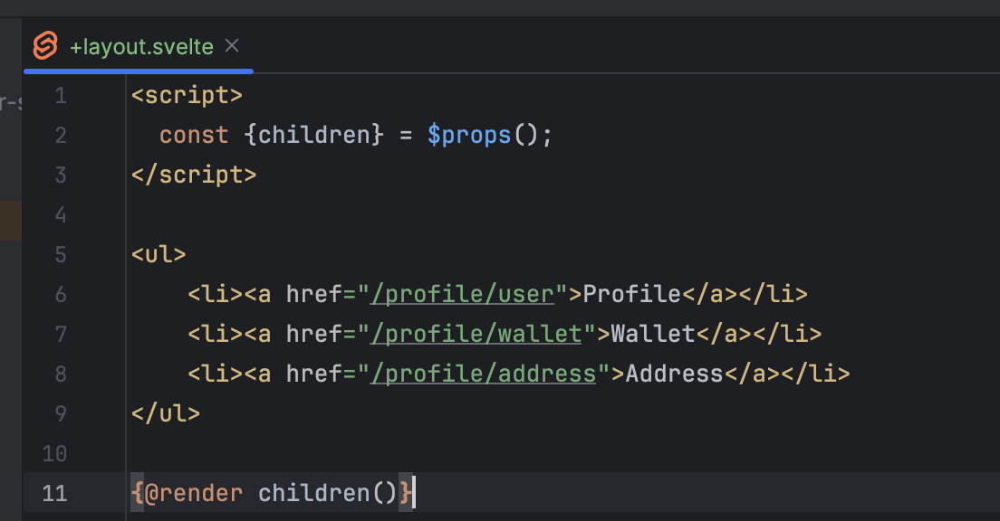 +layout.svelte
r-s
1 <script>
2 const {children} = $props();
3 </script>
4
5 <ul>
6 <li><a href="/profile/user">Profile</a></li>
7 <li><a href="/profile/wallet">Wallet</a></li>
8 <li><a href="/profile/address">Address</a></li>
9 </ul>
10
11 {@render children()}